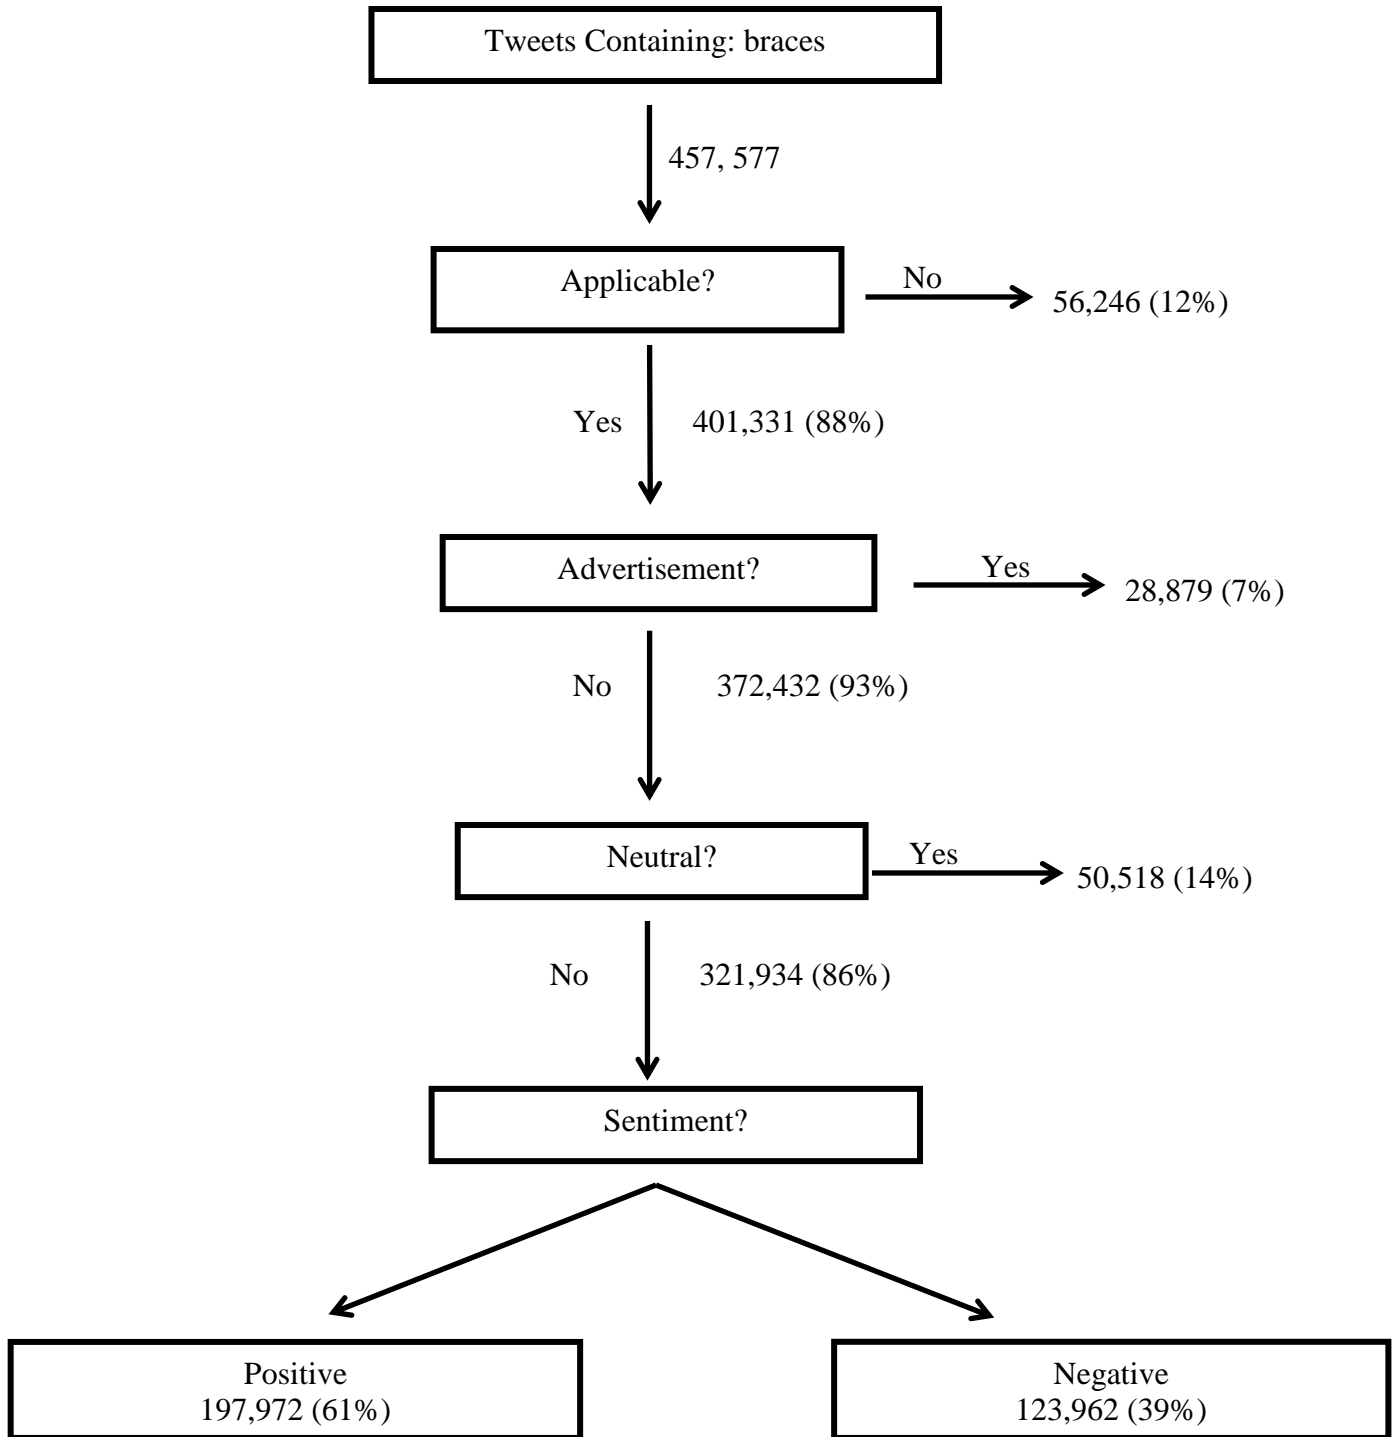 Tweets Containing: braces
457, 577
Applicable?
No
56,246 (12%)
Yes
401,331 (88%)
Advertisement?
Yes
28,879 (7%)
No
372,432 (93%)
Neutral?
Yes
50,518 (14%)
No
321,934 (86%)
Sentiment?
Positive
197,972 (61%)
Negative
123,962 (39%)